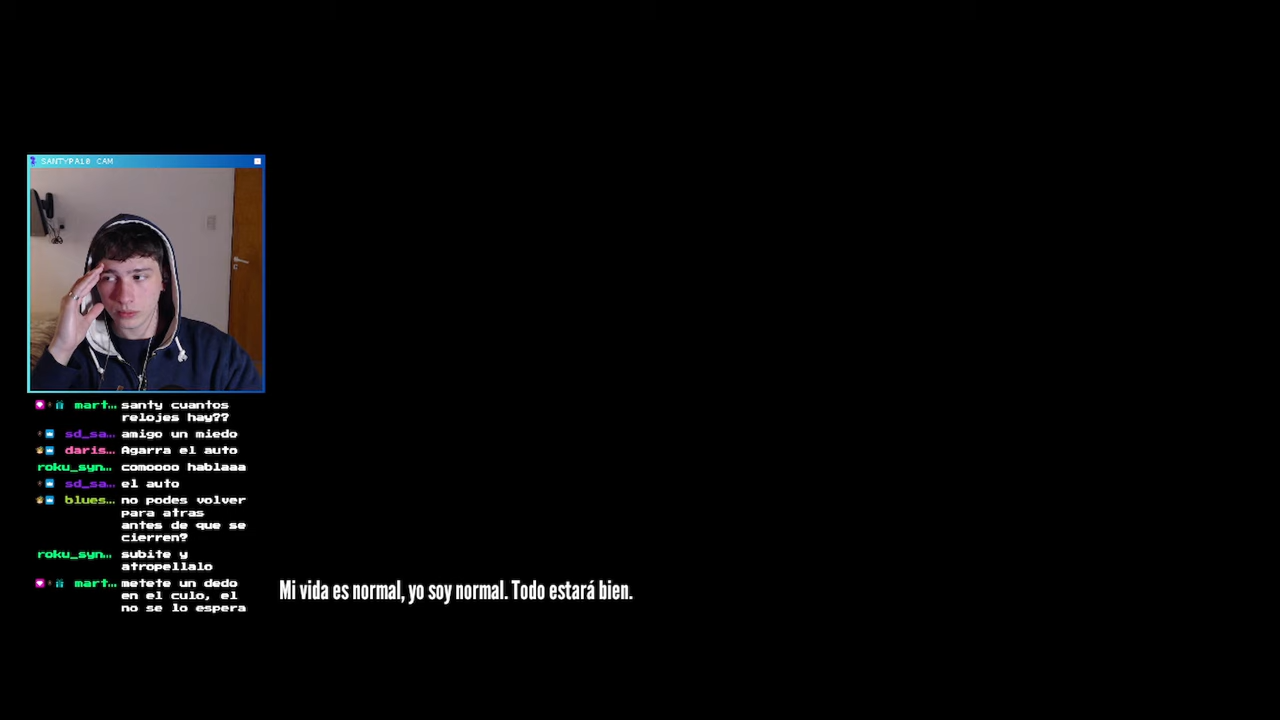 SANTYPA10 CAM
mart... santy cuantos
relojes hay??
sd_sa... amigo un miedo
daris... Agarra el auto
roku_syn... comoooo hablaaa
sd_sa... el auto
blues... no podes volver
para atras
antes de que se
cierren?
roku_syn... subite y
atropellalo
mart... metete un dedo
en el culo, el
no se lo espera
Mi vida es normal, yo soy normal. Todo estará bien.